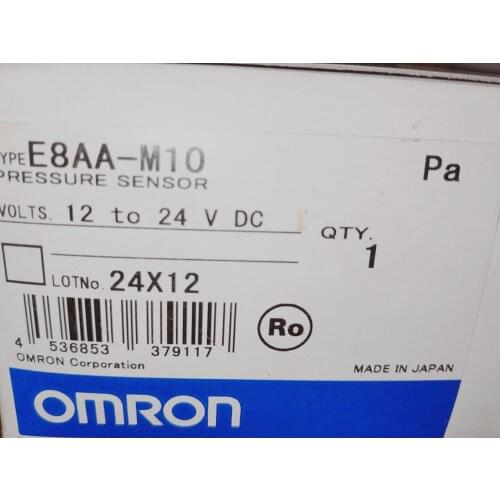 YPE E8AA-M10
PRESSURE SENSOR
Pa
VOLTS. 12 to 24 V DC
QTY.
1
LOTNo. 24X12
Ro
4 536853 379117
OMRON Corporation
MADE IN JAPAN
OMRON